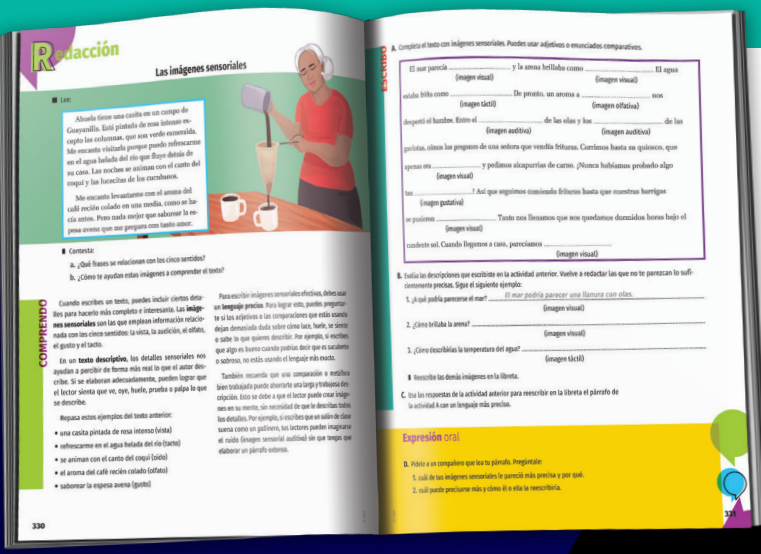 Redacción
Las imágenes sensoriales
Lee:
Abuela tiene una casita en un campo de
Guayanilla. Está pintada de rosa intenso ex-
cepto las columnas, que son verde esmeralda.
Me encanta visitarla porque puedo refrescarme
en el agua helada del río que fluye detrás de
su casa. Las noches se animan con el canto del
coquí y las lucecitas de los cucubanos.
Me encanta levantarme con el aroma del
café recién colado en una media, como se ha-
cía antes. Pero nada mejor que saborear la es-
pesa avena que me prepara con tanto amor.
Contesta:
a. ¿Qué frases se relacionan con los cinco sentidos?
b. ¿Cómo te ayudan estas imágenes a comprender el texto?
COMPRENDO
Cuando escribes un texto, puedes incluir ciertos deta-
lles para hacerlo más completo e interesante. Las imáge-
nes sensoriales son las que emplean información relacio-
nada con los cinco sentidos: la vista, la audición, el olfato,
el gusto y el tacto.
En un texto descriptivo, los detalles sensoriales nos
ayudan a percibir de forma más real lo que el autor des-
cribe. Si se elaboran adecuadamente, pueden lograr que
el lector sienta que ve, oye, huele, prueba o palpa lo que
se describe.
Repasa estos ejemplos del texto anterior:
• una casita pintada de rosa intenso (vista)
• refrescarme en el agua helada del río (tacto)
• se animan con el canto del coquí (oído)
• el aroma del café recién colado (olfato)
• saborear la espesa avena (gusto)
Para escribir imágenes sensoriales efectivas, debes usar
un lenguaje preciso. Para lograr esto, puedes preguntar-
te si los adjetivos o las comparaciones que estás usando
dejan demasiada duda sobre cómo luce, huele, se siente
o sabe lo que quieres describir. Por ejemplo, si escribes
que algo es bueno cuando podrías decir que es suculento
o sabroso, no estás usando el lenguaje más exacto.
También recuerda que una comparación o metáfora
bien trabajada puede ahorrarte una larga y trabajosa des-
cripción. Esto se debe a que el lector puede crear imáge-
nes en su mente, sin necesidad de que le describas todos
los detalles. Por ejemplo, si escribes que un salón de clase
suena como un gallinero, tus lectores pueden imaginarse
el ruido (imagen sensorial auditiva) sin que tengas que
elaborar un párrafo extenso.
330
ESCRIBO
A. Completa el texto con imágenes sensoriales. Puedes usar adjetivos o enunciados comparativos.
El mar parecía ______ y la arena brillaba como ______. El agua
(imagen visual) (imagen visual)
estaba fría como ______. De pronto, un aroma a ______ nos
(imagen táctil) (imagen olfativa)
despertó el hambre. Entre el ______ de las olas y los ______ de las
(imagen auditiva) (imagen auditiva)
gaviotas, oímos los pregones de una señora que vendía frituras. Corrimos hasta su quiosco, que
apenas era ______ y pedimos alcapurrias de carne. ¡Nunca habíamos probado algo
(imagen visual)
tan ______! Así que seguimos comiendo frituras hasta que nuestras barrigas
(imagen gustativa)
se pusieron ______. Tanto nos llenamos que nos quedamos dormidos horas bajo el
(imagen visual)
candente sol. Cuando llegamos a casa, parecíamos ______
(imagen visual)
B. Evalúa las descripciones que escribiste en la actividad anterior. Vuelve a redactar las que no te parezcan lo sufi-
cientemente precisas. Sigue el siguiente ejemplo:
1. ¿A qué podría parecerse el mar? El mar podría parecer una llanura con olas.
(imagen visual)
2. ¿Cómo brillaba la arena?
(imagen visual)
3. ¿Cómo describirías la temperatura del agua?
(imagen táctil)
Reescribe las demás imágenes en la libreta.
C. Usa las respuestas de la actividad anterior para reescribir en la libreta el párrafo de
la actividad A con un lenguaje más preciso.
Expresión oral
D. Pídele a un compañero que lea tu párrafo. Pregúntale:
1. cuál de tus imágenes sensoriales le pareció más precisa y por qué.
2. cuál puede precisarse más y cómo él o ella la reescribiría.
331